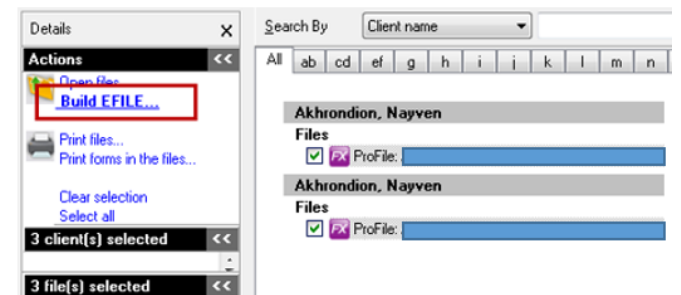 Details
X
Actions <<
Open files...
Build EFILE...
Print files...
Print forms in the files...
Clear selection
Select all
3 client(s) selected <<
3 file(s) selected <<
Search By Client name
All ab cd ef g h i j k l m n
Akhrondion, Nayven
Files
FX ProFile:
Akhrondion, Nayven
Files
FX ProFile: